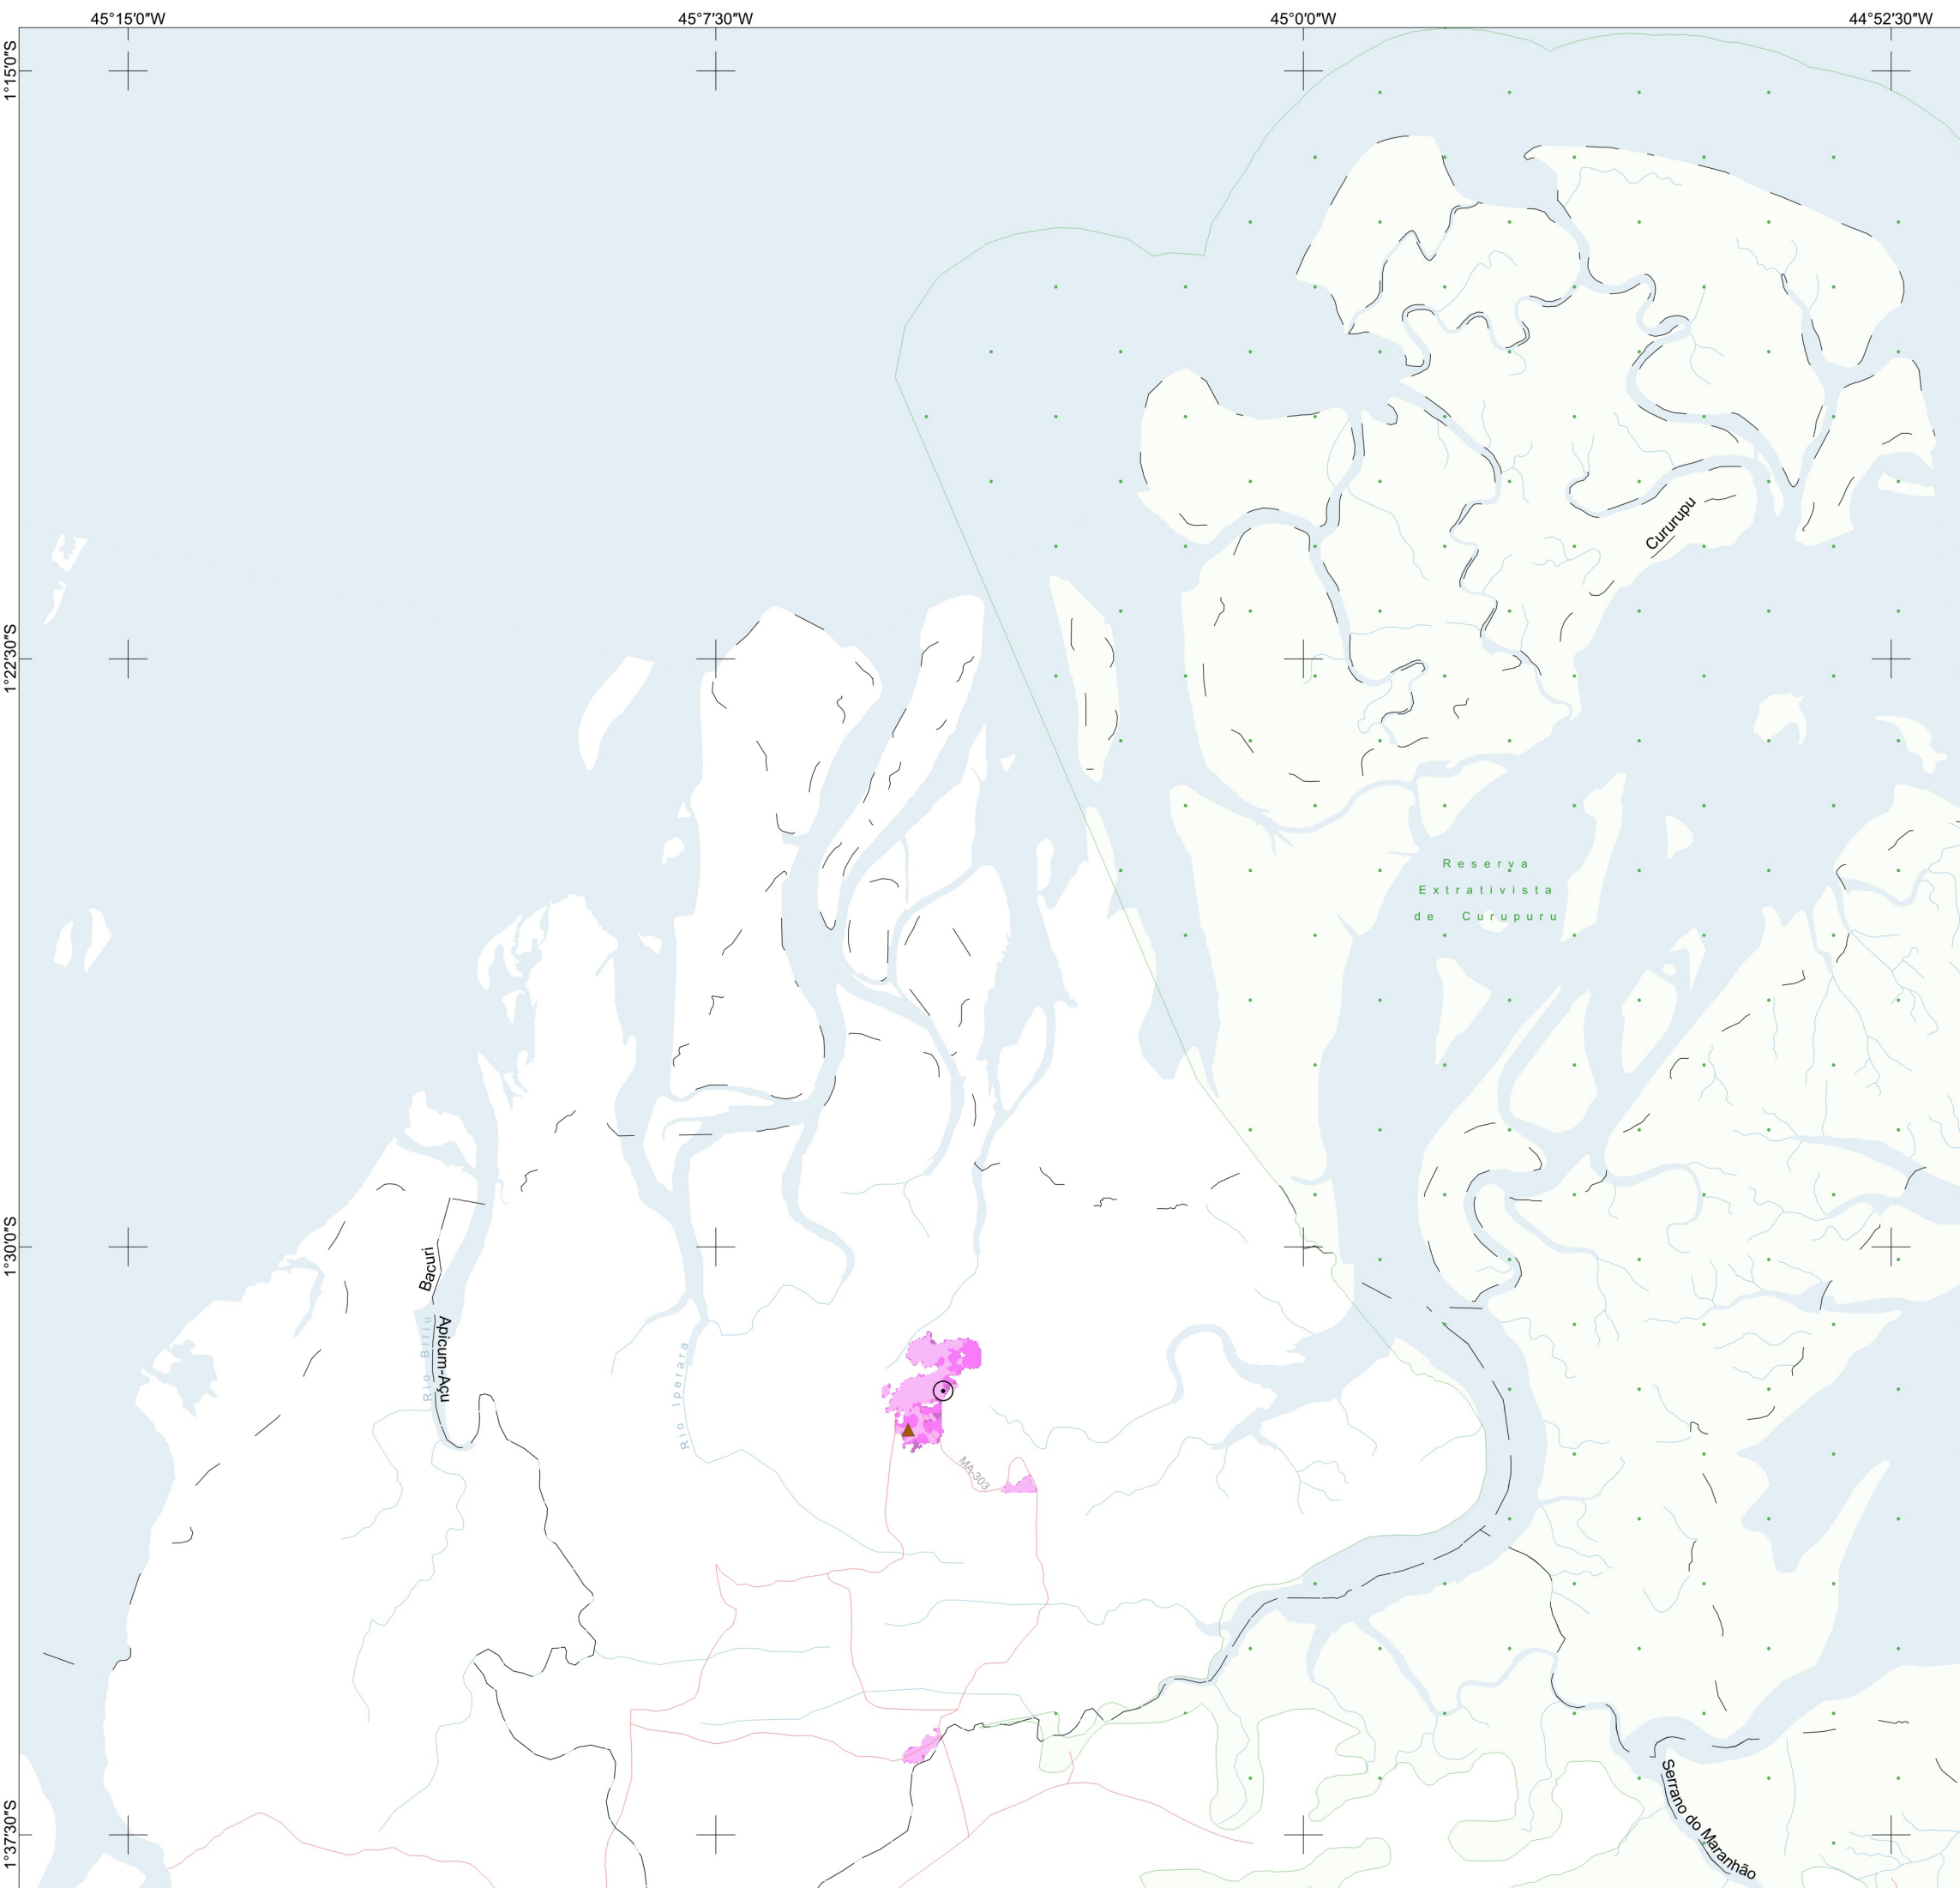 45°15'0"W
45°7'30"W
45°0'0"W
44°52'30"W
1°15'0"S
1°22'30"S
1°30'0"S
1°37'30"S
Cururupu
Reserva
Extrativista
de Curupuru
Bacuri
Apicum-Açu
Rio Bitiu
Rio Iperara
MA-303
Serrano do Maranhão